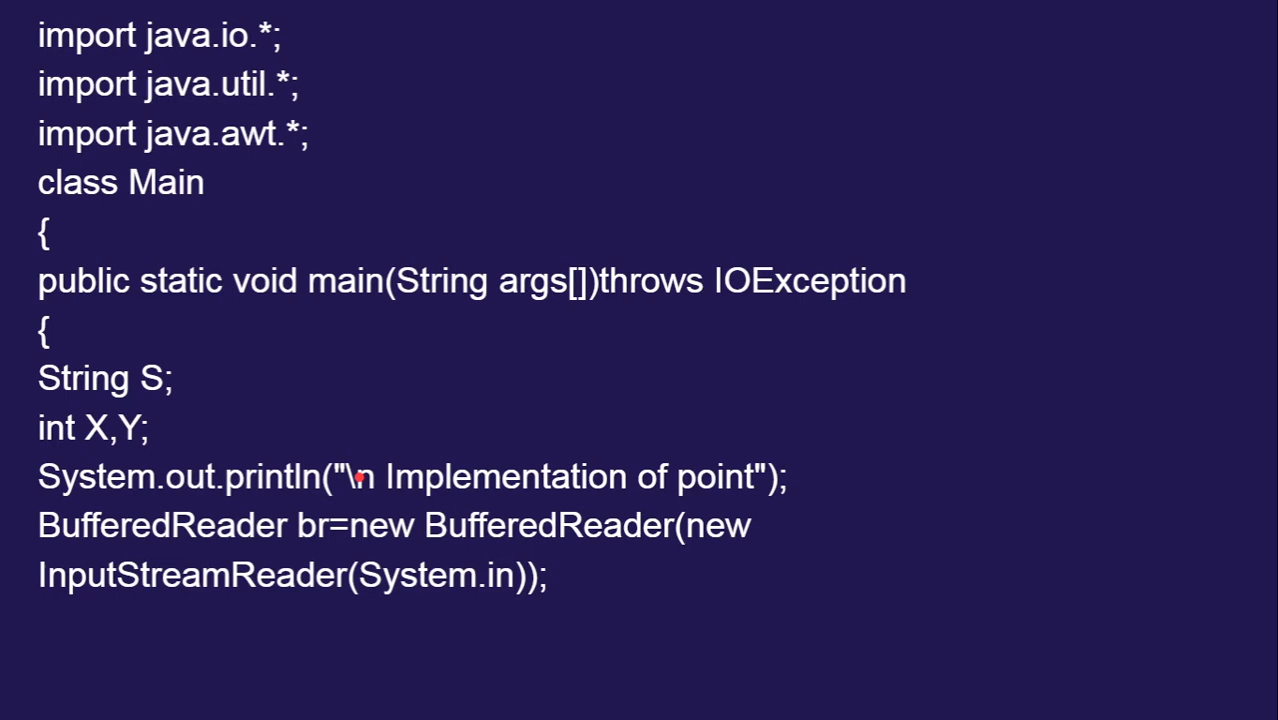 import java.io.*;
import java.util.*;
import java.awt.*;
class Main
{
public static void main(String args[])throws IOException
{
String S;
int X,Y;
System.out.println("\n Implementation of point");
BufferedReader br=new BufferedReader(new
InputStreamReader(System.in));